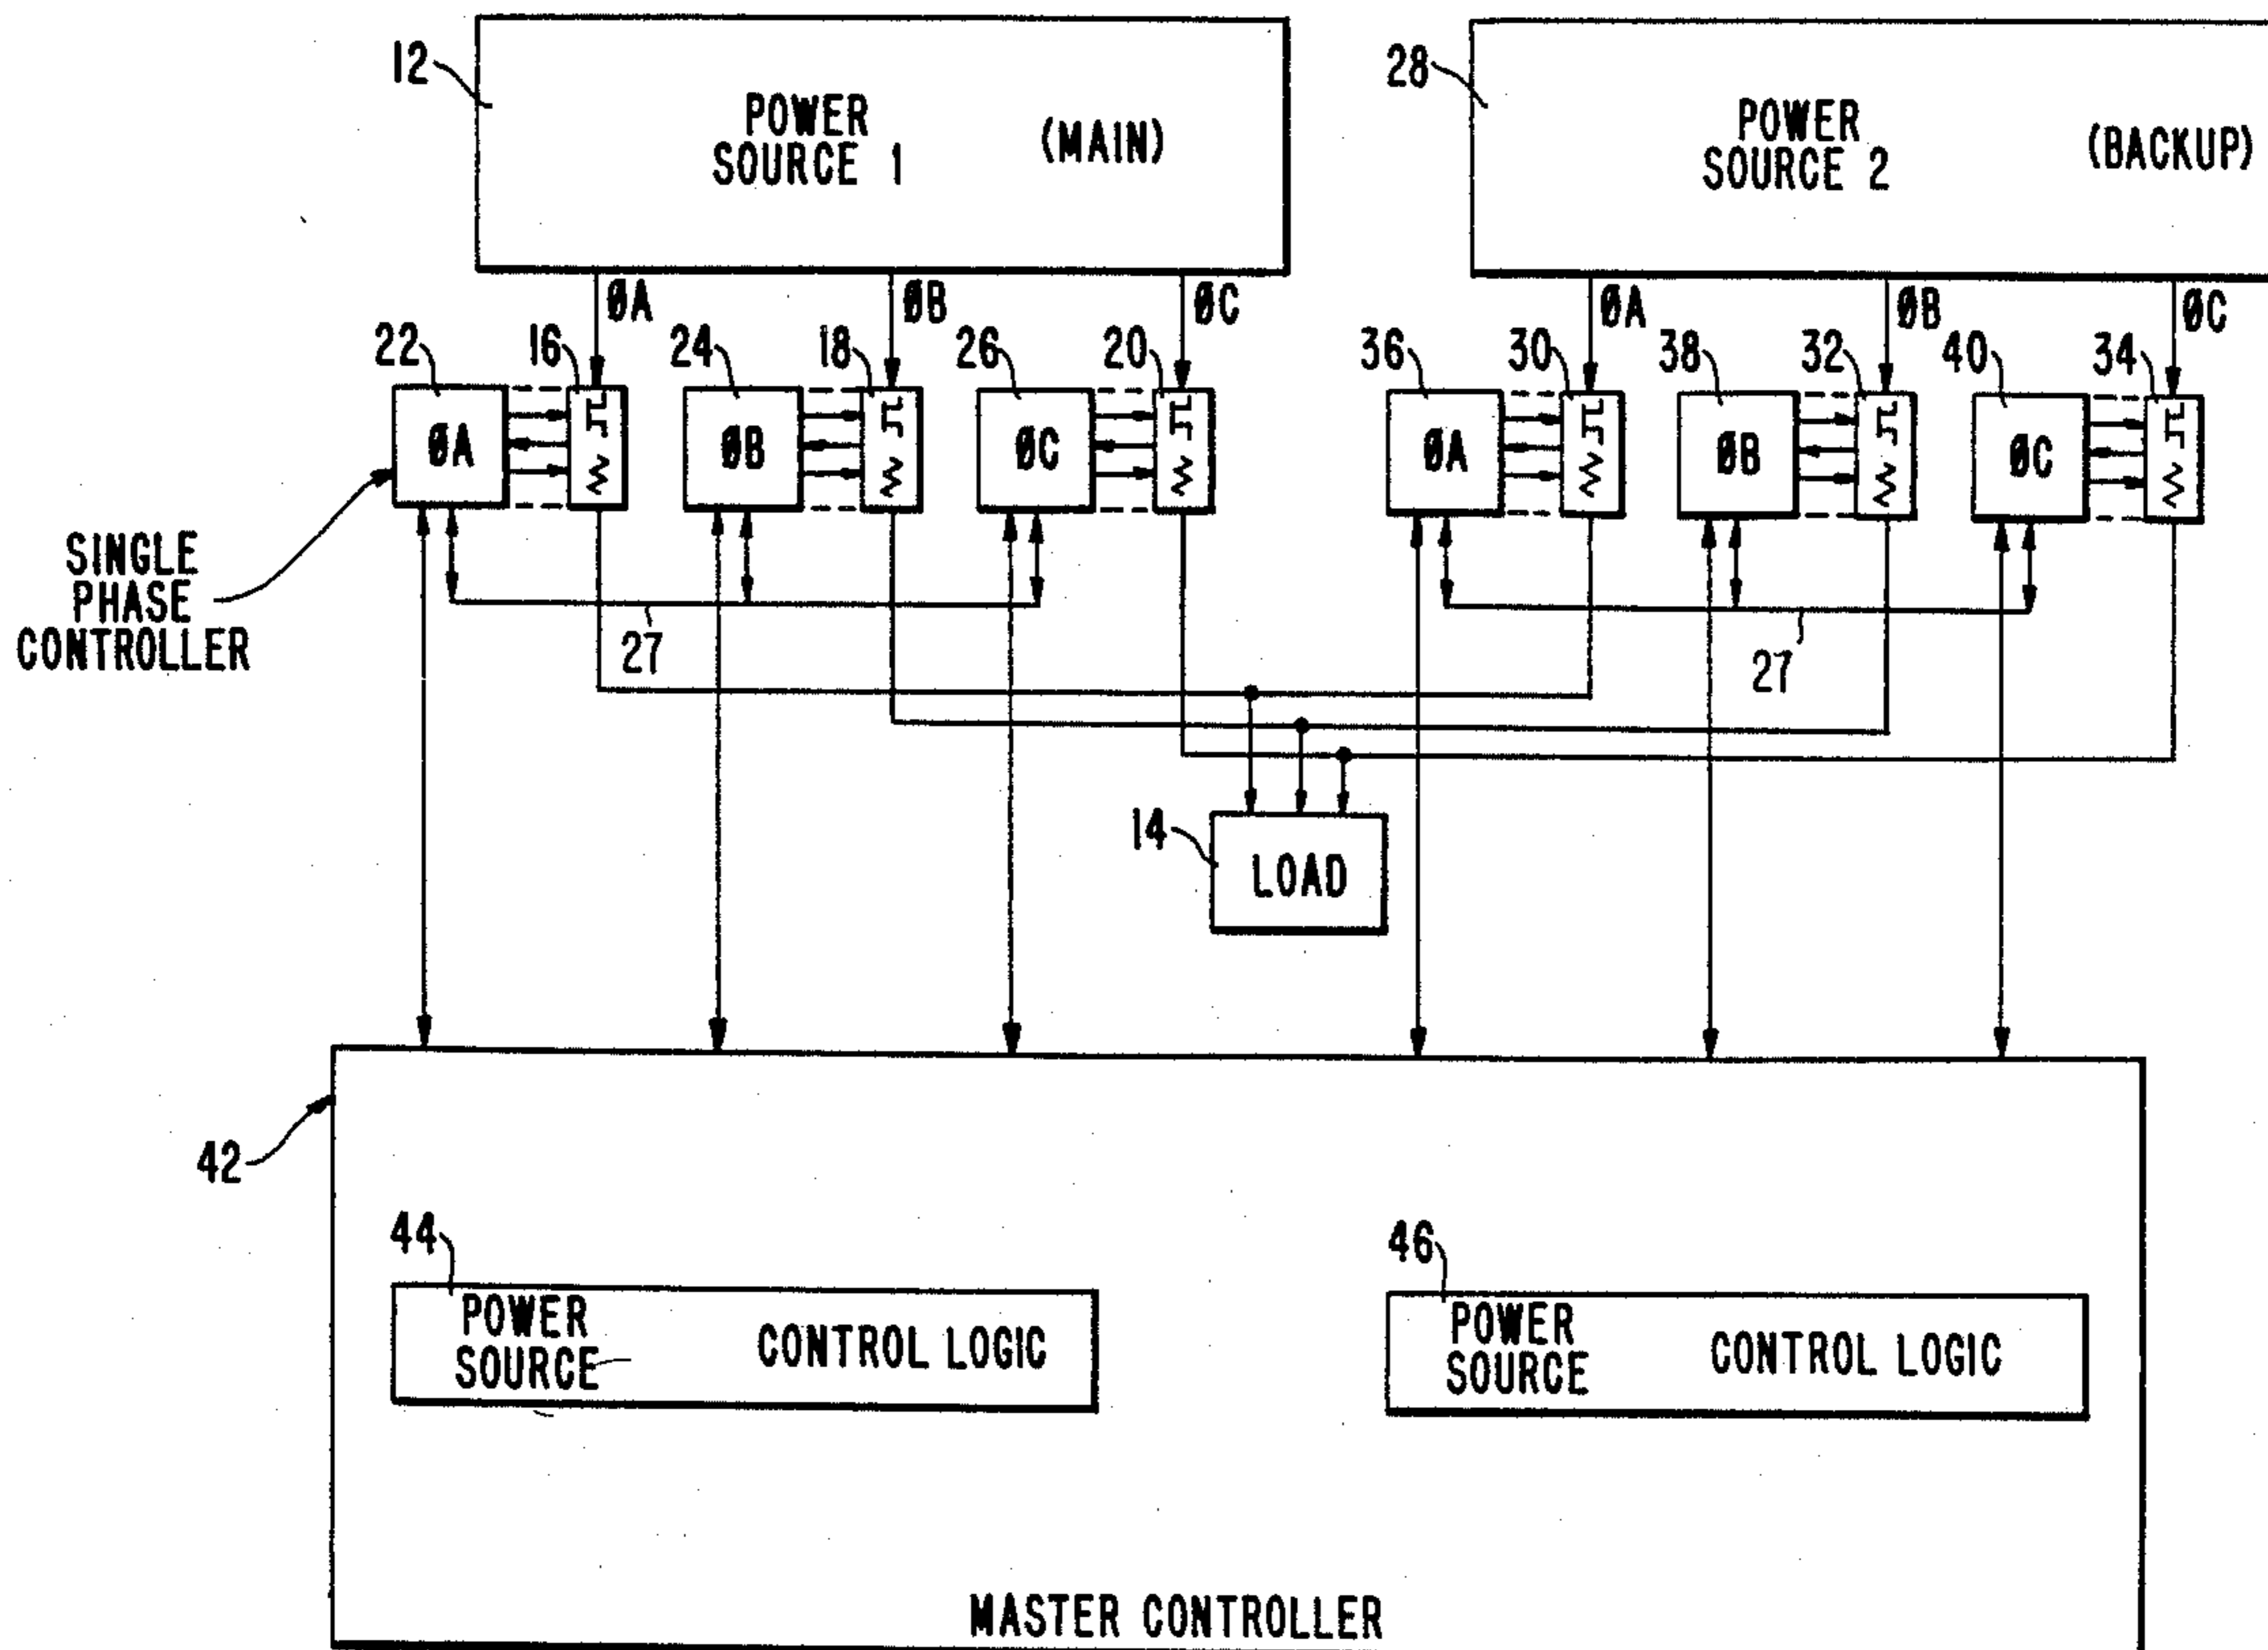 12
POWER
SOURCE 1
(MAIN)
28
POWER
SOURCE 2
(BACKUP)
ØA
ØB
ØC
ØA
ØB
ØC
22
16
24
18
26
20
36
30
38
32
40
34
ØA
ØB
ØC
ØA
ØB
ØC
SINGLE
PHASE
CONTROLLER
27
27
14
LOAD
42
44
POWER
SOURCE
CONTROL LOGIC
46
POWER
SOURCE
CONTROL LOGIC
MASTER CONTROLLER